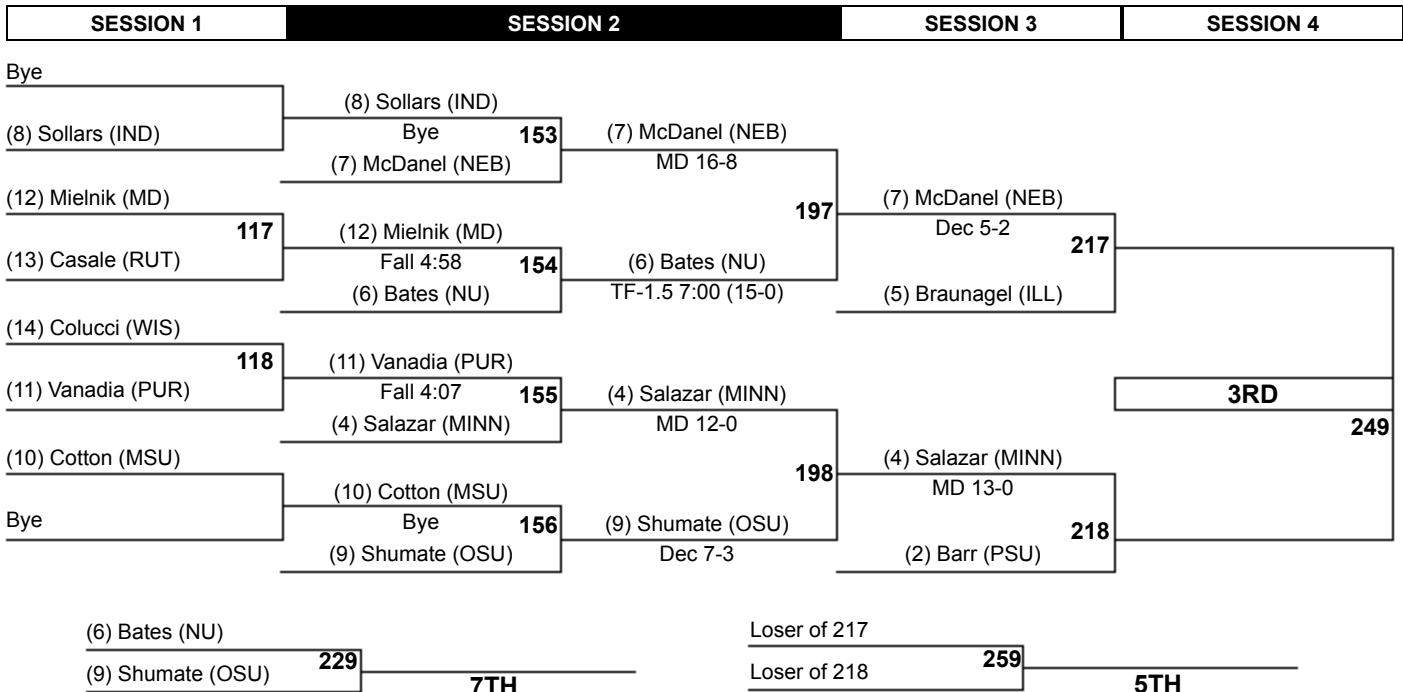 SESSION 1 SESSION 2 SESSION 3 SESSION 4
Bye
(8) Sollars (IND)
(12) Mielnik (MD)
117
(13) Casale (RUT)
(14) Colucci (WIS)
118
(11) Vanadia (PUR)
(10) Cotton (MSU)
Bye
(8) Sollars (IND)
Bye 153
(7) McDanel (NEB)
(12) Mielnik (MD)
Fall 4:58 154
(6) Bates (NU)
(11) Vanadia (PUR)
Fall 4:07 155
(4) Salazar (MINN)
(10) Cotton (MSU)
Bye 156
(9) Shumate (OSU)
(7) McDanel (NEB)
MD 16-8
197
(6) Bates (NU)
TF-1.5 7:00 (15-0)
(4) Salazar (MINN)
MD 12-0
198
(9) Shumate (OSU)
Dec 7-3
(7) McDanel (NEB)
Dec 5-2
217
(5) Braunagel (ILL)
(4) Salazar (MINN)
MD 13-0
218
(2) Barr (PSU)
3RD
249
(6) Bates (NU)
229
(9) Shumate (OSU)
7TH
Loser of 217
259
Loser of 218
5TH